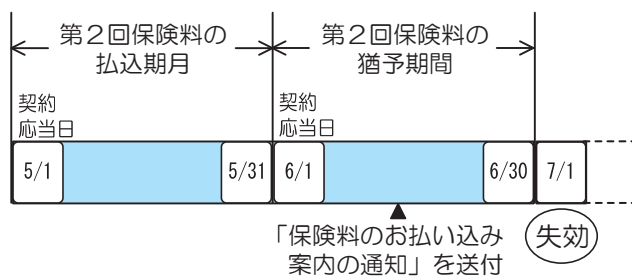 第2回保険料の
払込期月
第2回保険料の
猶予期間
契約
応当日
契約
応当日
5/1
5/31
6/1
6/30
7/1
「保険料のお払い込み
案内の通知」を送付
失効